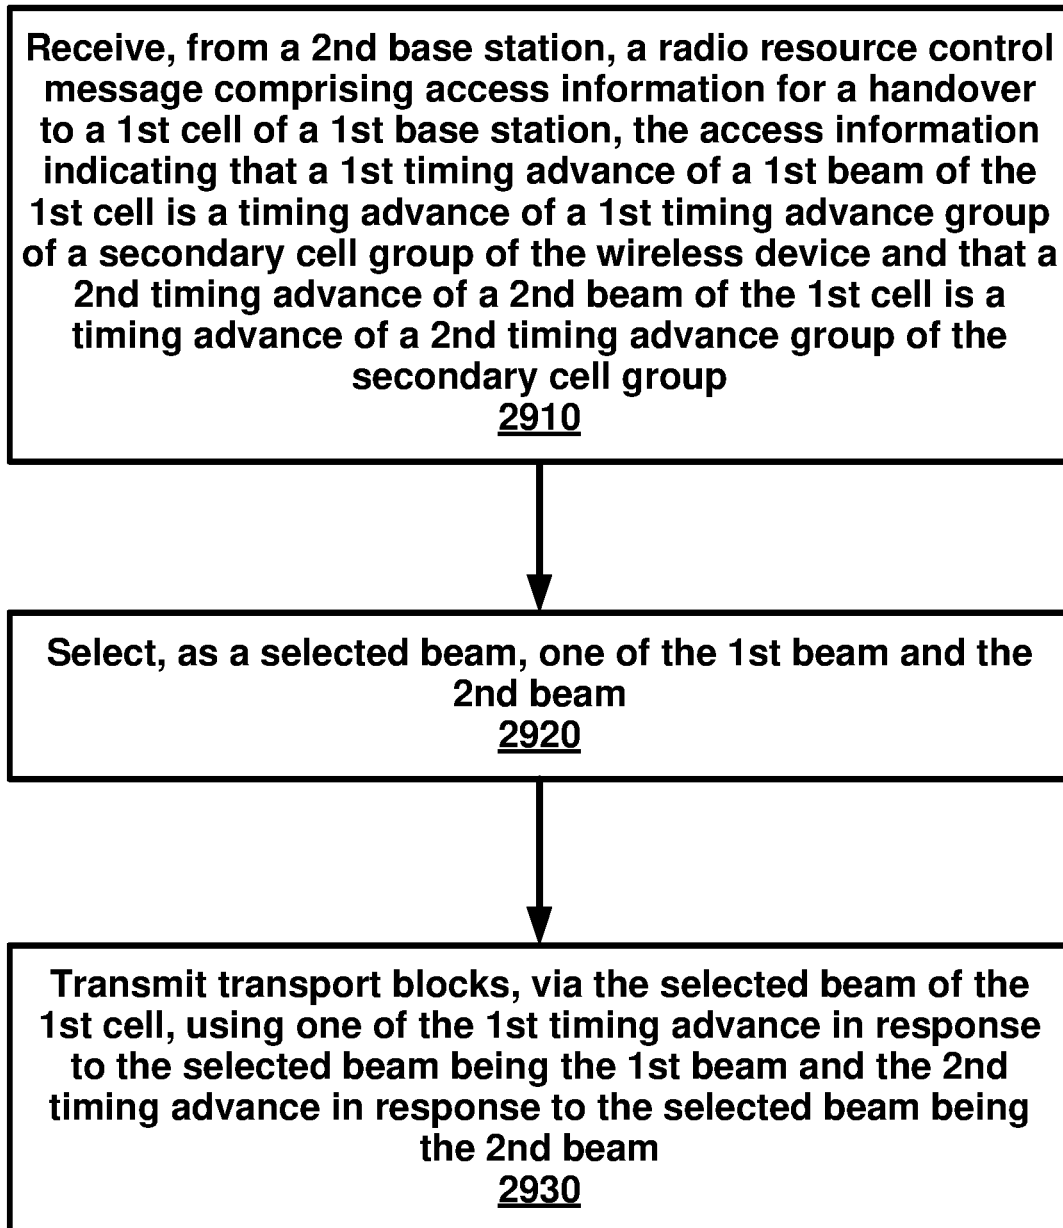 Receive, from a 2nd base station, a radio resource control
message comprising access information for a handover
to a 1st cell of a 1st base station, the access information
indicating that a 1st timing advance of a 1st beam of the
1st cell is a timing advance of a 1st timing advance group
of a secondary cell group of the wireless device and that a
2nd timing advance of a 2nd beam of the 1st cell is a
timing advance of a 2nd timing advance group of the
secondary cell group
2910
Select, as a selected beam, one of the 1st beam and the
2nd beam
2920
Transmit transport blocks, via the selected beam of the
1st cell, using one of the 1st timing advance in response
to the selected beam being the 1st beam and the 2nd
timing advance in response to the selected beam being
the 2nd beam
2930